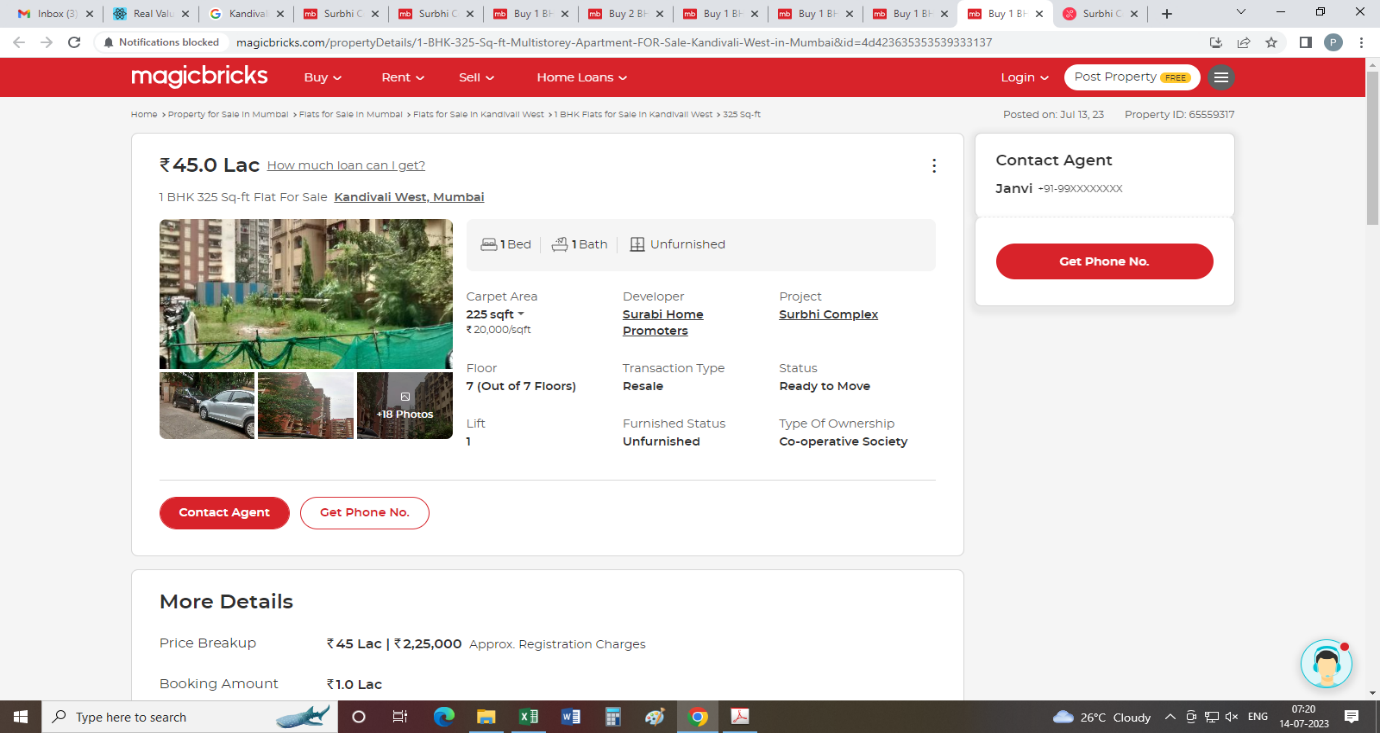 Inbox (3)
Real Valu
Kandival
Surbhi C
Surbhi C
Buy 1 BH
Buy 2 BH
Buy 1 BH
Buy 1 BH
Buy 1 BH
Buy 1 BH
Surbhi C
Notifications blocked
magicbricks.com/propertyDetails/1-BHK-325-Sq-ft-Multistorey-Apartment-FOR-Sale-Kandivali-West-in-Mumbai&id=4d423635353539333137
P
magicbricks
Buy
Rent
Sell
Home Loans
Login
Post Property FREE
Home > Property for Sale in Mumbai > Flats for Sale in Mumbai > Flats for Sale in Kandivali West > 1 BHK Flats for Sale in Kandivali West > 325 Sq-ft
Posted on: Jul 13, 23 Property ID: 65559317
₹45.0 Lac How much loan can I get?
1 BHK 325 Sq-ft Flat For Sale Kandivali West, Mumbai
1 Bed 1 Bath Unfurnished
Carpet Area
225 sqft
₹20,000/sqft
Developer
Surabi Home
Promoters
Project
Surbhi Complex
Floor
7 (Out of 7 Floors)
Transaction Type
Resale
Status
Ready to Move
Lift
1
Furnished Status
Unfurnished
Type Of Ownership
Co-operative Society
+18 Photos
Contact Agent
Get Phone No.
Contact Agent
Janvi +91-99XXXXXXXX
Get Phone No.
More Details
Price Breakup ₹45 Lac | ₹2,25,000 Approx. Registration Charges
Booking Amount ₹1.0 Lac
Type here to search
26°C Cloudy
ENG
07:20
14-07-2023